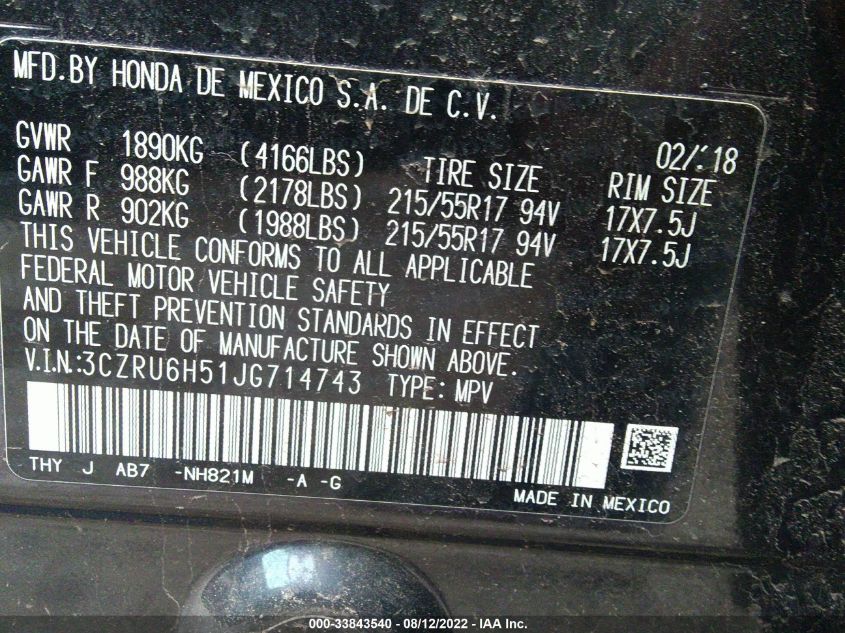 MFD.BY HONDA DE MEXICO S.A. DE C.V.
02/'18
GVWR 1890KG (4166LBS) TIRE SIZE RIM SIZE
GAWR F 988KG (2178LBS) 215/55R17 94V 17X7.5J
GAWR R 902KG (1988LBS) 215/55R17 94V 17X7.5J
THIS VEHICLE CONFORMS TO ALL APPLICABLE
FEDERAL MOTOR VEHICLE SAFETY
AND THEFT PREVENTION STANDARDS IN EFFECT
ON THE DATE OF MANUFACTURE SHOWN ABOVE.
V.I.N.:3CZRU6H51JG714743 TYPE: MPV
THY J AB7 -NH821M -A -G
MADE IN MEXICO
000-33843540 - 08/12/2022 - IAA Inc.